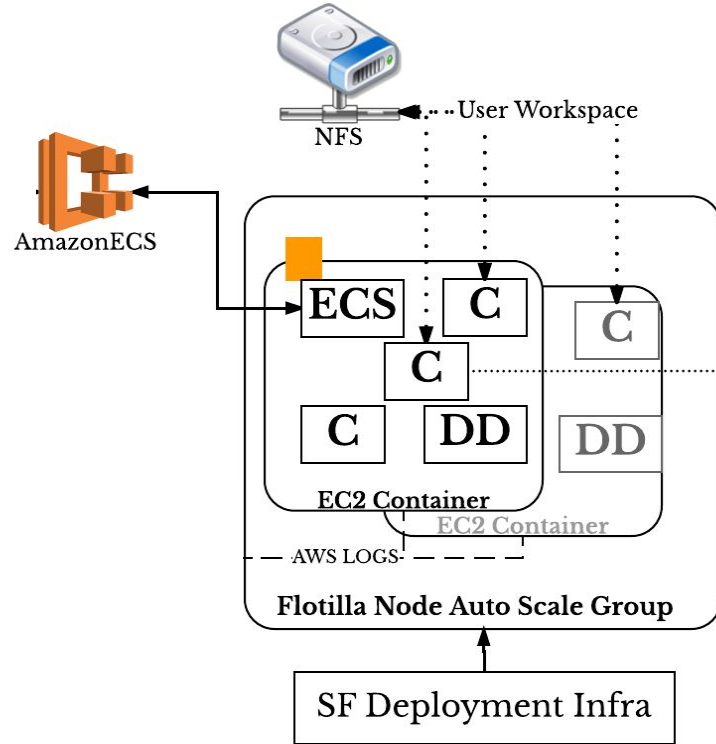 User Workspace
NFS
AmazonECS
ECS
C
C
C
C
DD
DD
EC2 Container
EC2 Container
AWS LOGS
Flotilla Node Auto Scale Group
SF Deployment Infra